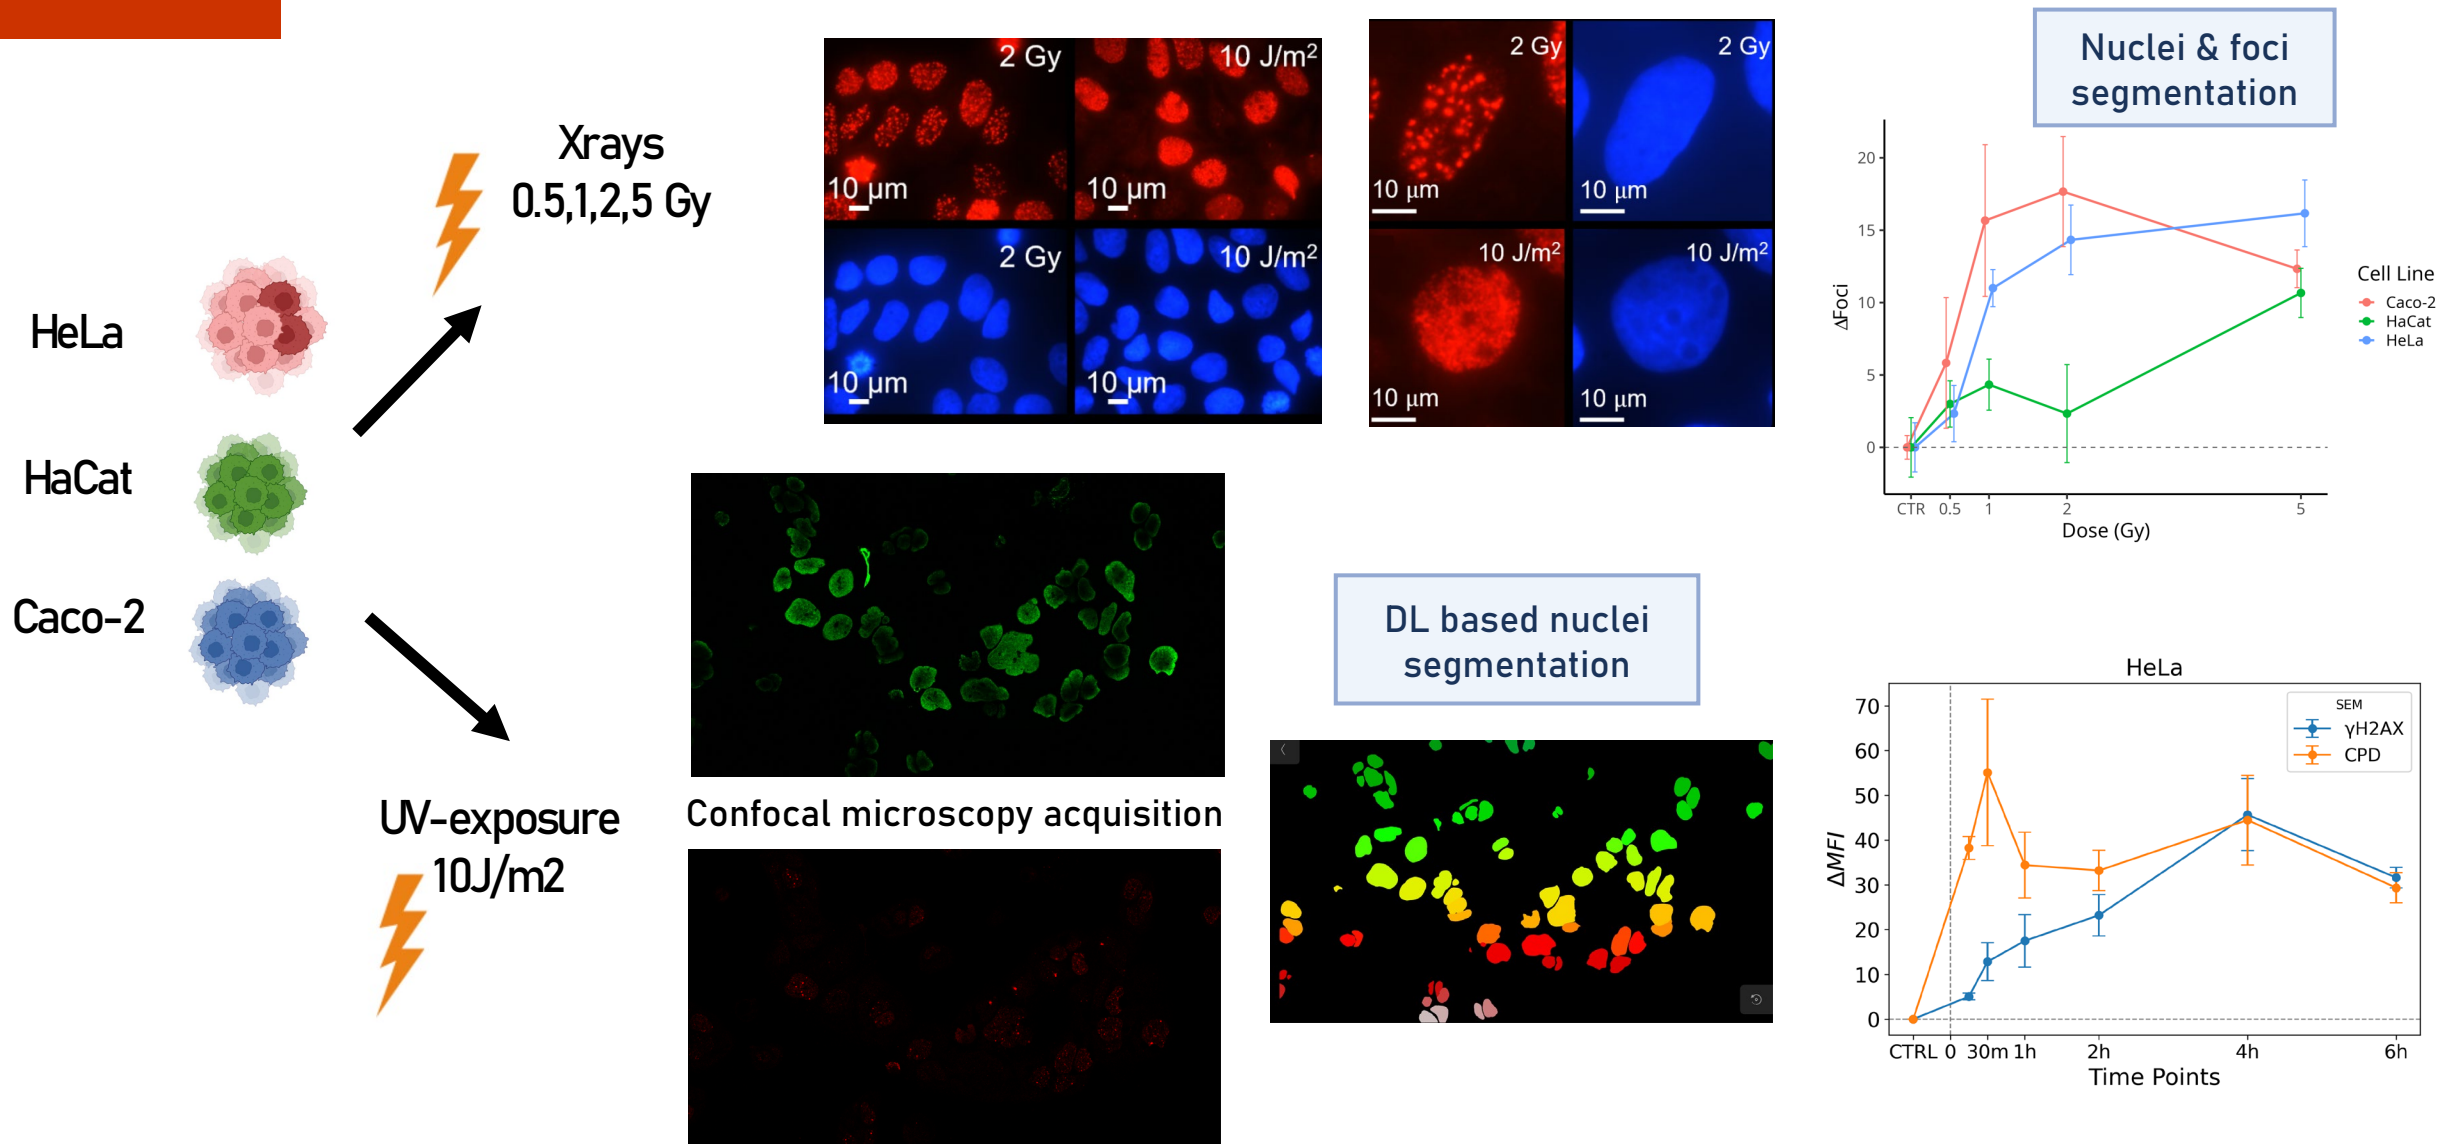 HeLa
HaCat
Caco-2
Xrays
0.5,1,2,5 Gy
UV-exposure
10J/m2
2 Gy
10 µm
10 J/m²
10 µm
2 Gy
10 µm
10 J/m²
10 µm
2 Gy
10 µm
2 Gy
10 µm
10 J/m²
10 µm
10 J/m²
10 µm
Confocal microscopy acquisition
DL based nuclei
segmentation
Nuclei & foci
segmentation
20
15
10
5
0
ΔFoci
CTR 0.5 1 2 5
Dose (Gy)
Cell Line
Caco-2
HaCat
HeLa
HeLa
70
60
50
40
30
20
10
0
ΔMFI
SEM
γH2AX
CPD
CTRL 0 30m 1h 2h 4h 6h
Time Points